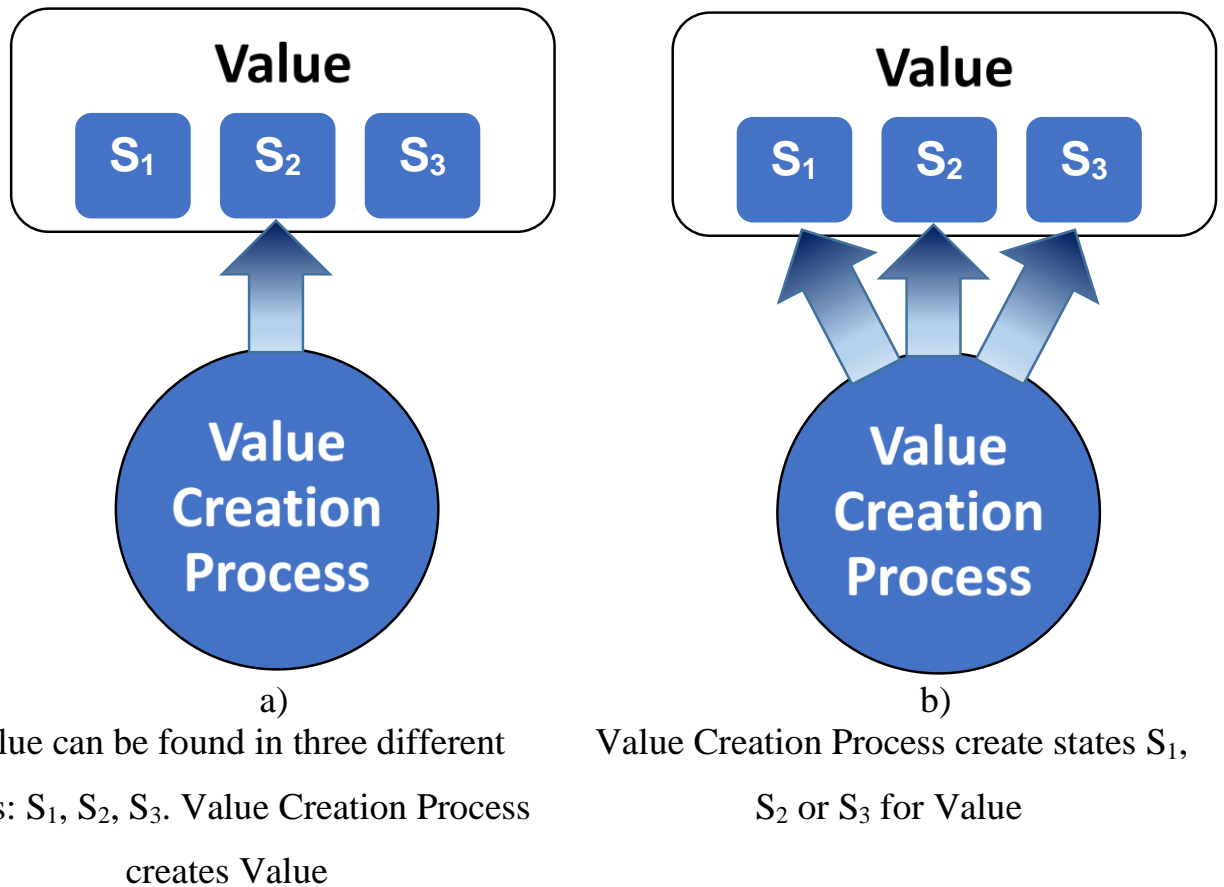 Value
S₁ S₂ S₃
Value
Creation
Process
a)
lue can be found in three different
s: S₁, S₂, S₃. Value Creation Process
creates Value
Value
S₁ S₂ S₃
Value
Creation
Process
b)
Value Creation Process create states S₁,
S₂ or S₃ for Value